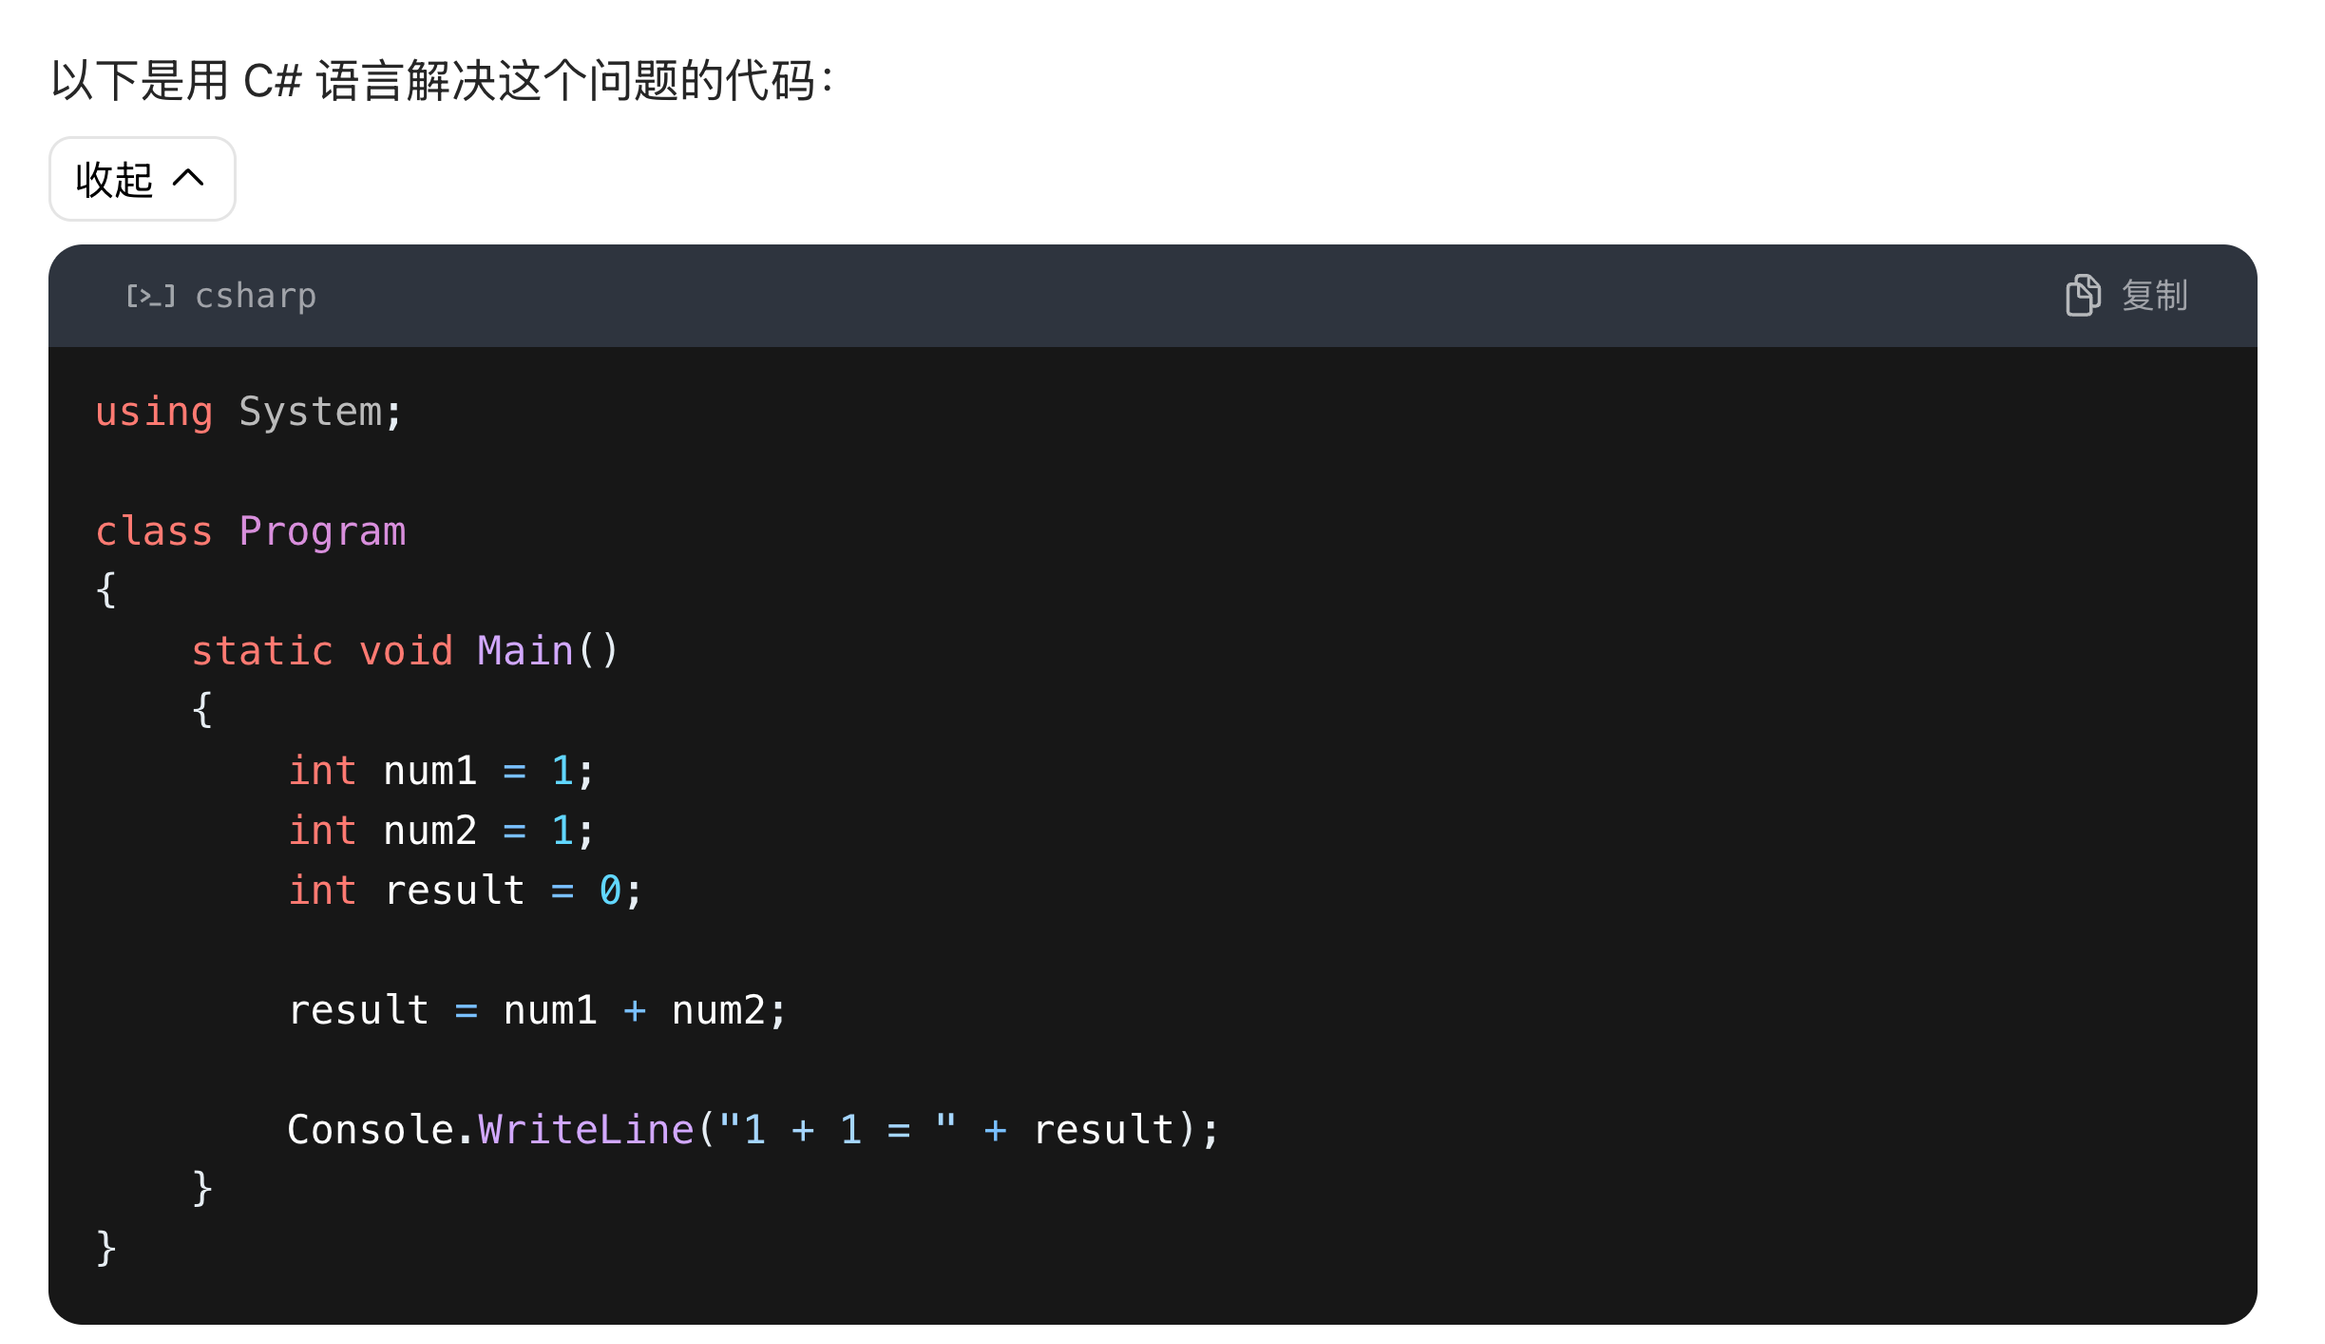 以下是用 C# 语言解决这个问题的代码：
收起
csharp
复制
using System;
class Program
{
    static void Main()
    {
        int num1 = 1;
        int num2 = 1;
        int result = 0;
        result = num1 + num2;
        Console.WriteLine("1 + 1 = " + result);
    }
}